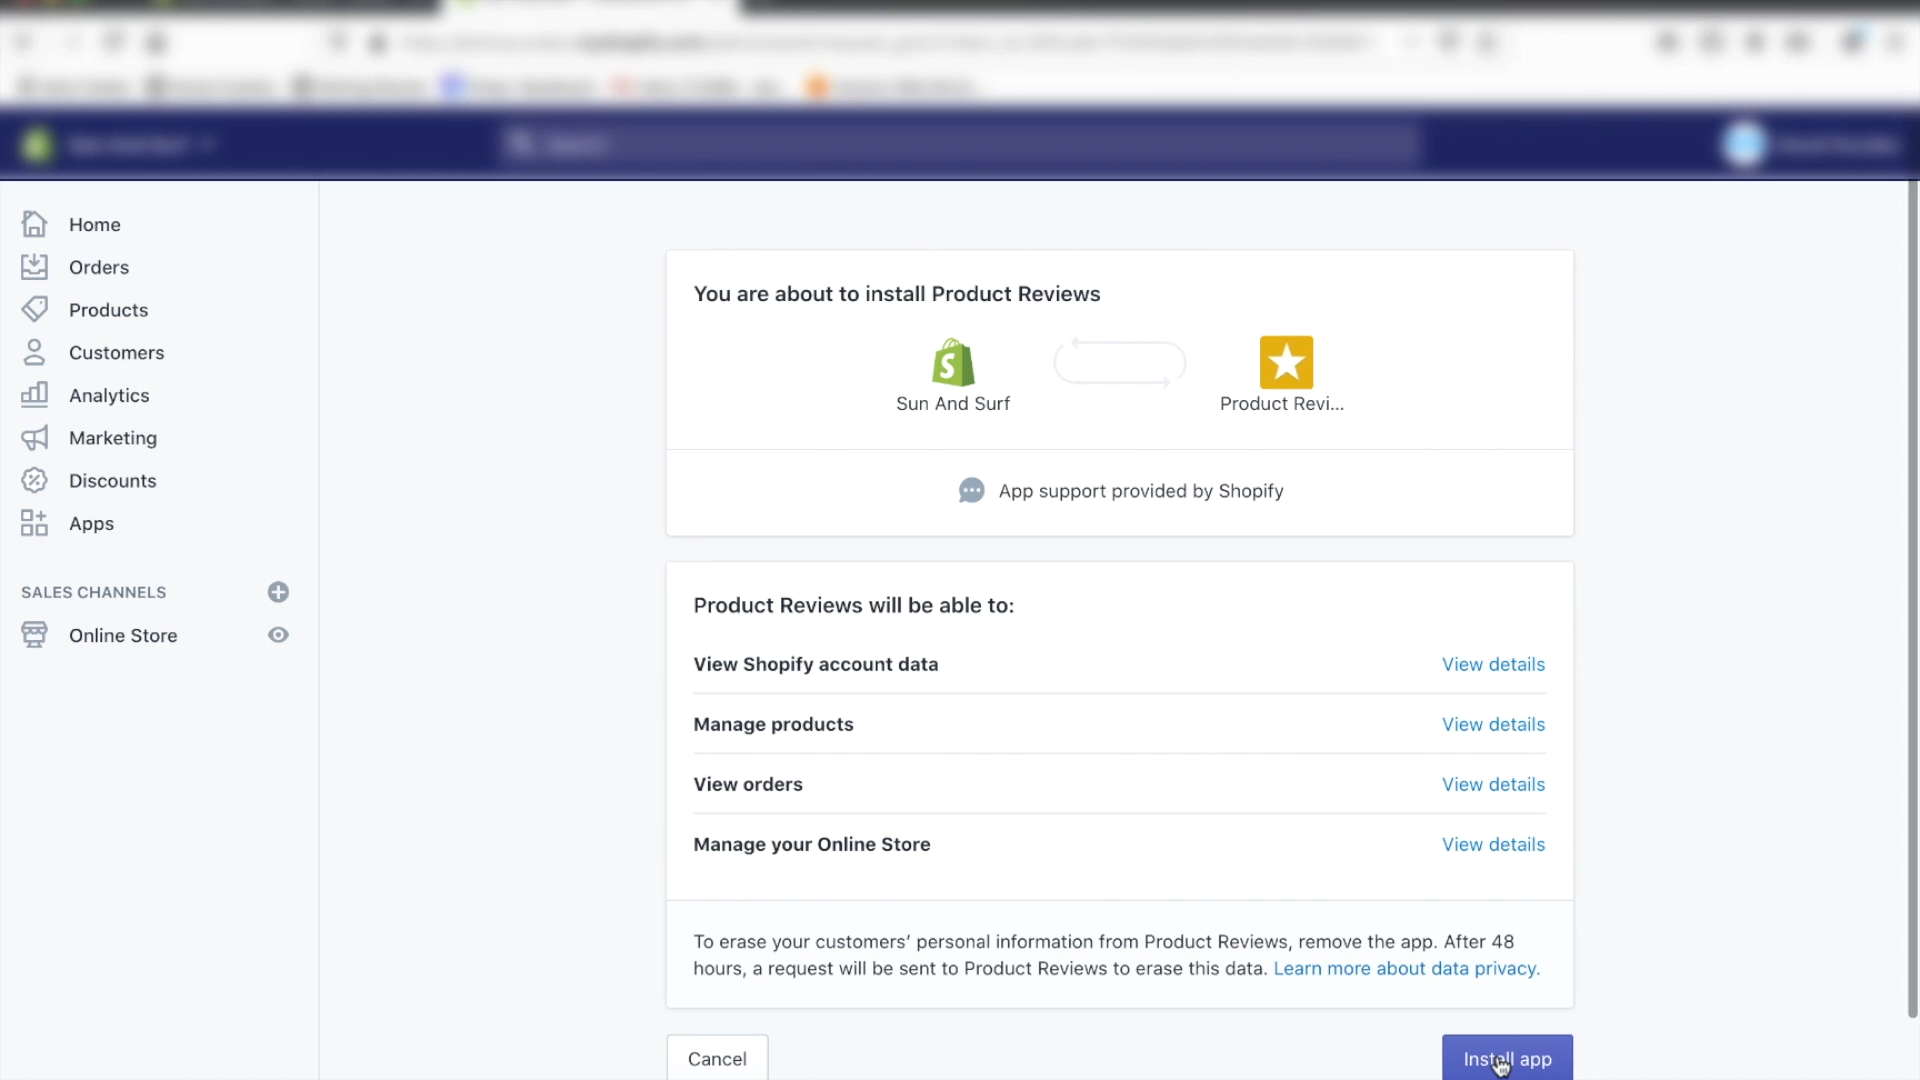 Home
Orders
Products
Customers
Analytics
Marketing
Discounts
Apps
SALES CHANNELS
Online Store
You are about to install Product Reviews
Sun And Surf
Product Revi...
App support provided by Shopify
Product Reviews will be able to:
View Shopify account data View details
Manage products View details
View orders View details
Manage your Online Store View details
To erase your customers’ personal information from Product Reviews, remove the app. After 48
hours, a request will be sent to Product Reviews to erase this data. Learn more about data privacy.
Cancel
Install app